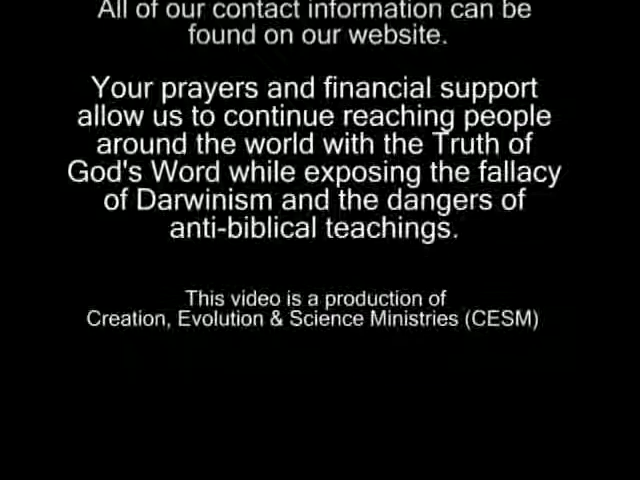 All of our contact information can be
found on our website.
Your prayers and financial support
allow us to continue reaching people
around the world with the Truth of
God's Word while exposing the fallacy
of Darwinism and the dangers of
anti-biblical teachings.
This video is a production of
Creation, Evolution & Science Ministries (CESM)